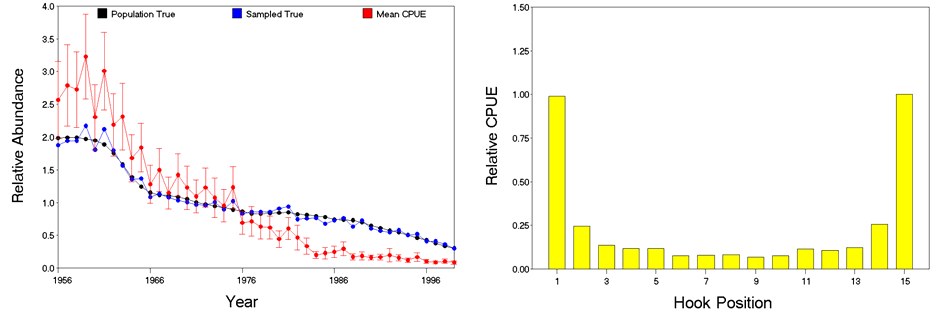 Population True Sampled True Mean CPUE
4.0
3.5
3.0
2.5
2.0
1.5
1.0
0.5
0.0
Relative Abundance
1956 1966 1976 1986 1996
Year
1.50
1.25
1.00
0.75
0.50
0.25
0.00
Relative CPUE
1 3 5 7 9 11 13 15
Hook Position